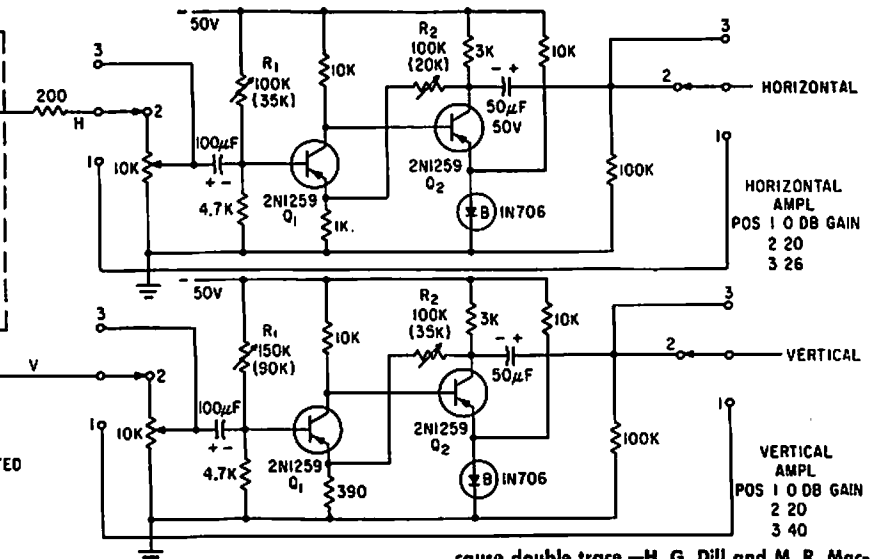 - 50V
3
R1
100K
(35K)
10K
R2
100K
(20K)
3K
10K
3
200
H
2
- +
50μF
50V
2
HORIZONTAL
1
10K
100μF
+ -
2N1259
Q1
2N1259
Q2
1
100K
4.7K
1K.
B
1N706
HORIZONTAL
AMPL
POS 1 0 DB GAIN
2 20
3 26
- 50V
3
R1
150K
(90K)
10K
R2
100K
(35K)
3K
10K
3
V
2
- +
50μF
2
VERTICAL
1
10K
100μF
+ -
2N1259
Q1
2N1259
Q2
1
100K
TED
4.7K
390
B
1N706
VERTICAL
AMPL
POS 1 0 DB GAIN
2 20
3 40
cause double trace.—H. G. Dill and M. R. Mac-